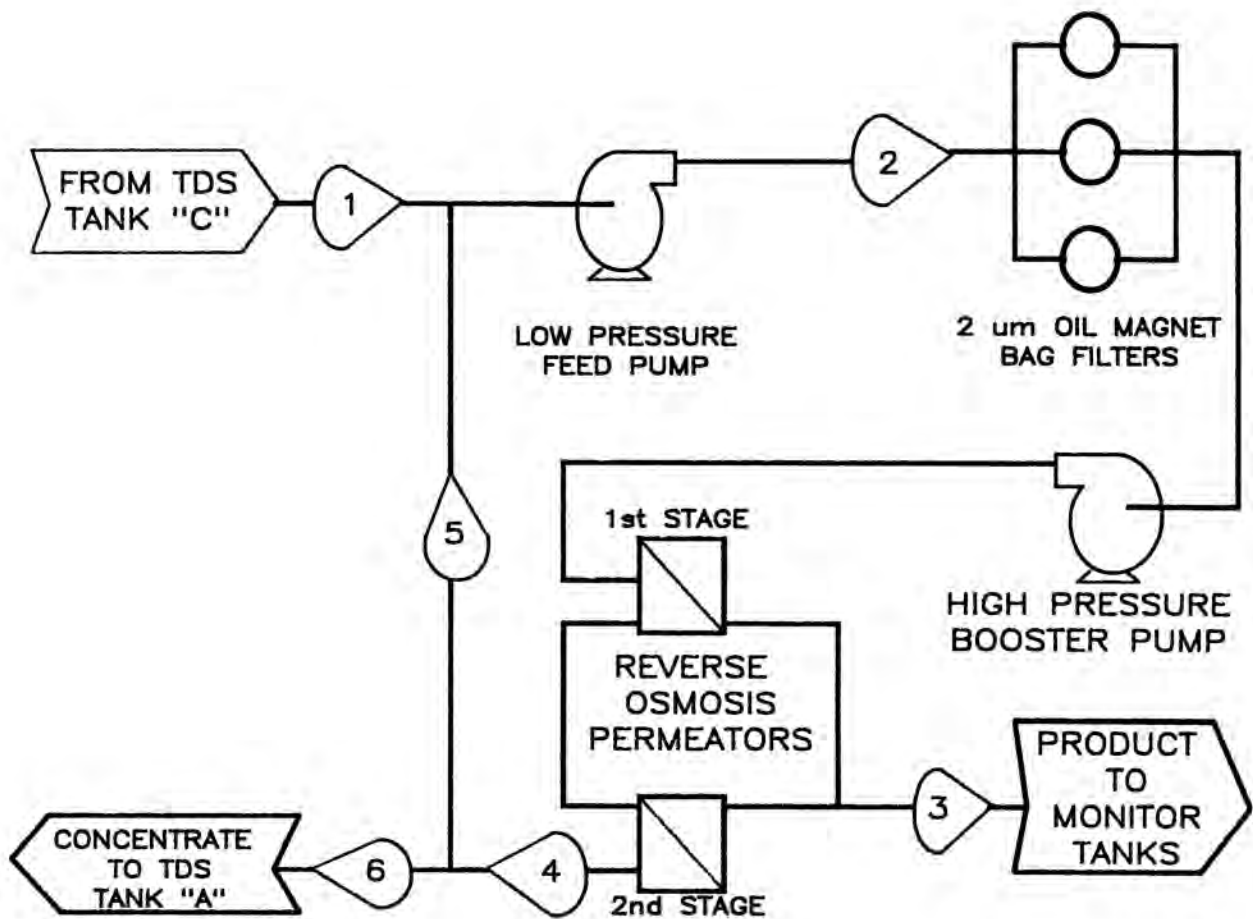 FROM TDS
TANK "C"
1
2
LOW PRESSURE
FEED PUMP
2 um OIL MAGNET
BAG FILTERS
5
1st STAGE
HIGH PRESSURE
BOOSTER PUMP
REVERSE
OSMOSIS
PERMEATORS
PRODUCT
TO
MONITOR
TANKS
3
CONCENTRATE
TO TDS
TANK "A"
6
4
2nd STAGE